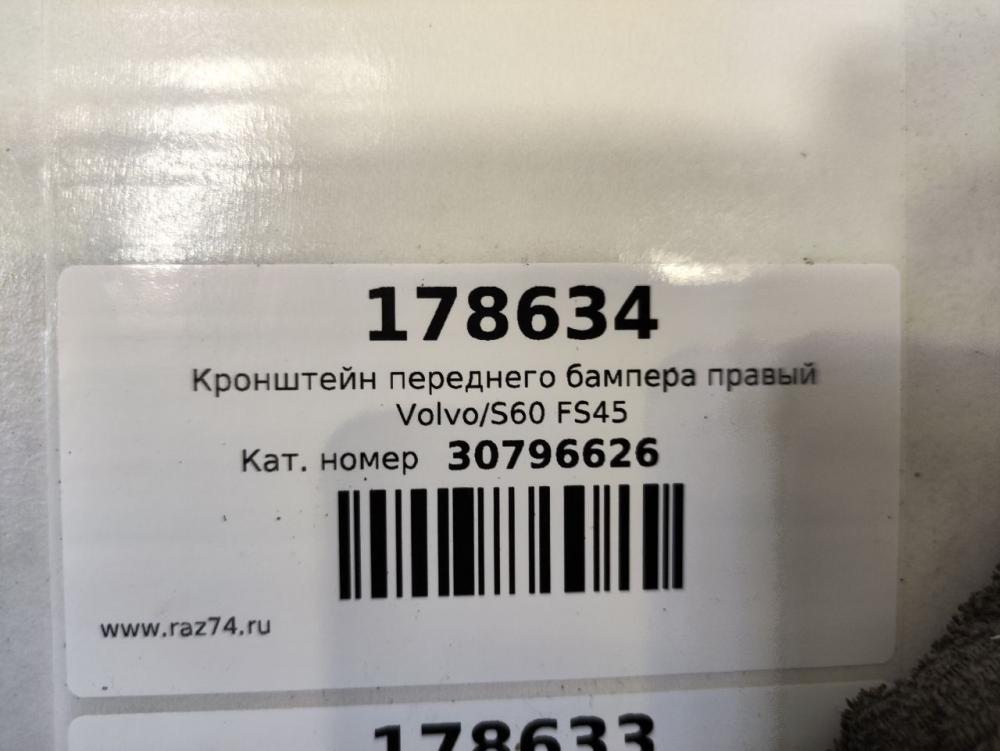 178634
Кронштейн переднего бампера правый
Volvo/S60 FS45
Кат. номер 30796626
www.raz74.ru
178633